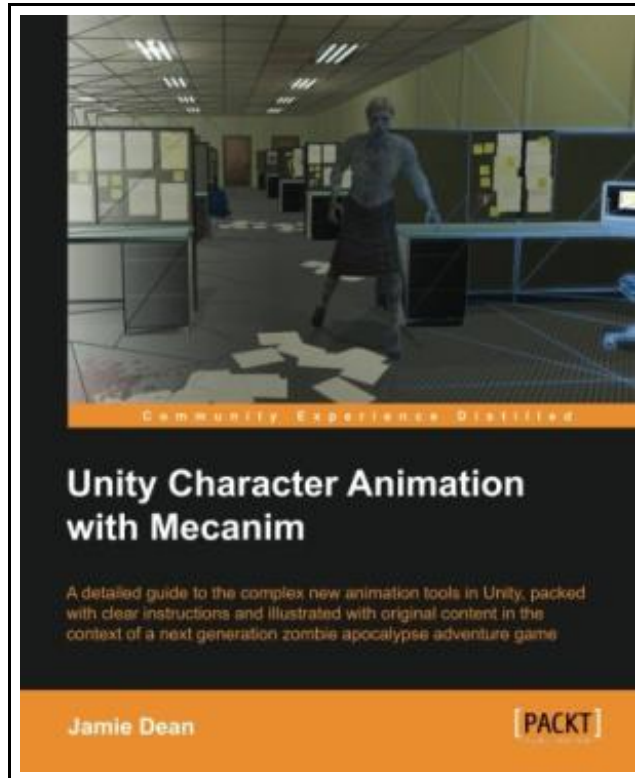 Community Experience Distilled
Unity Character Animation
with Mecanim
A detailed guide to the complex new animation tools in Unity, packed
with clear instructions and illustrated with original content in the
context of a next generation zombie apocalypse adventure game
Jamie Dean
[PACKT]